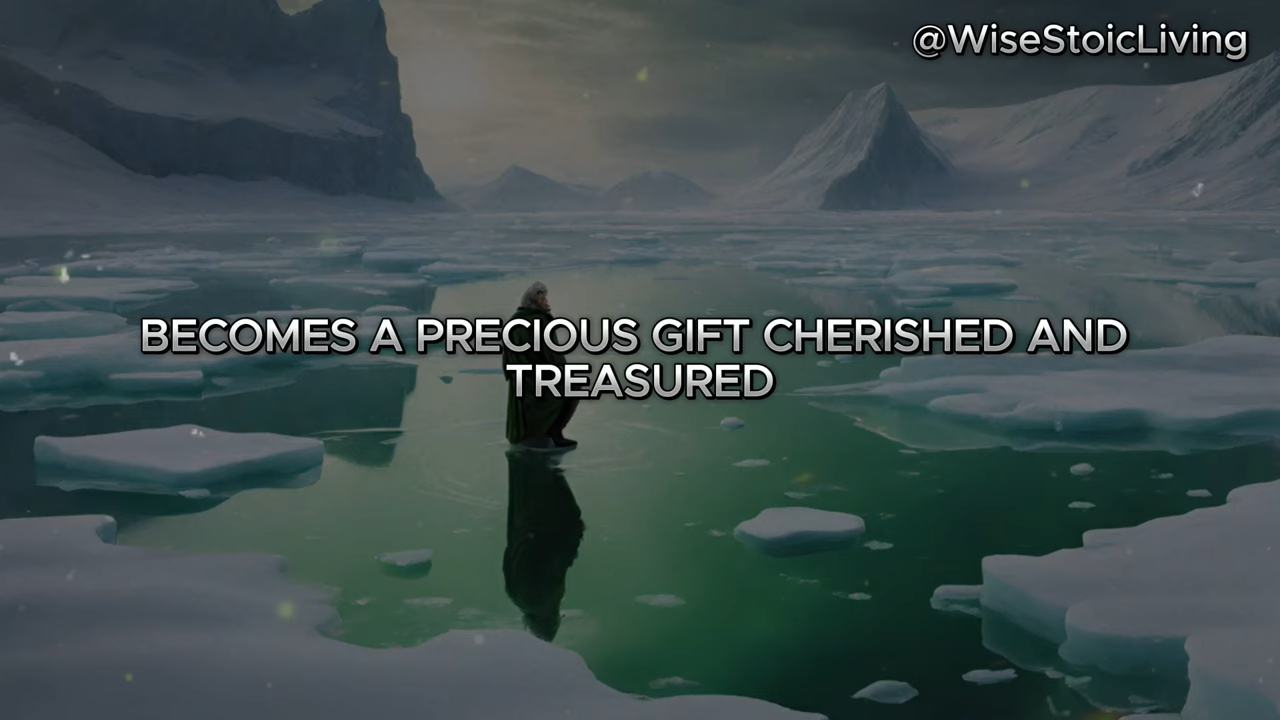 @WiseStoicLiving
BECOMES A PRECIOUS GIFT CHERISHED AND
TREASURED